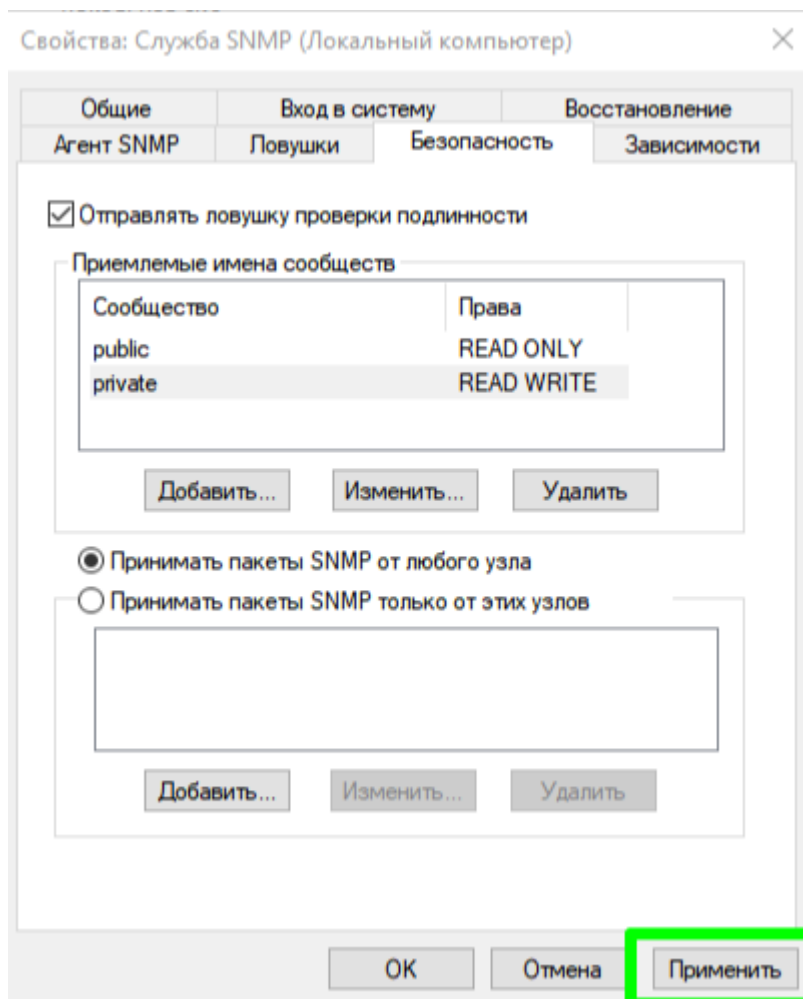 Свойства: Служба SNMP (Локальный компьютер)
Общие Вход в систему Восстановление
Агент SNMP Ловушки Безопасность Зависимости
Отправлять ловушку проверки подлинности
Приемлемые имена сообществ
Сообщество Права
public READ ONLY
private READ WRITE
Добавить... Изменить... Удалить
Принимать пакеты SNMP от любого узла
Принимать пакеты SNMP только от этих узлов
Добавить... Изменить... Удалить
OK Отмена Применить